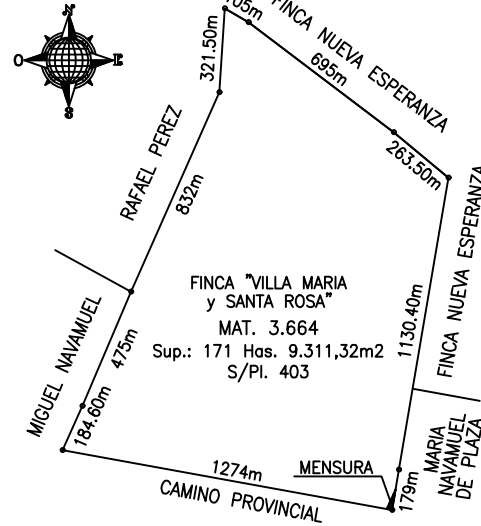 N
O
E
S
105m
FINCA NUEVA ESPERANZA
321.50m
695m
263.50m
RAFAEL PEREZ
832m
FINCA NUEVA ESPERANZA
1130.40m
FINCA "VILLA MARIA
y SANTA ROSA"
MAT. 3.664
Sup.: 171 Has. 9.311,32m2
S/Pl. 403
MIGUEL NAVAMUEL
475m
184.60m
1274m
MENSURA
CAMINO PROVINCIAL
179m
MARIA
NAVAMUEL
DE PLAZA